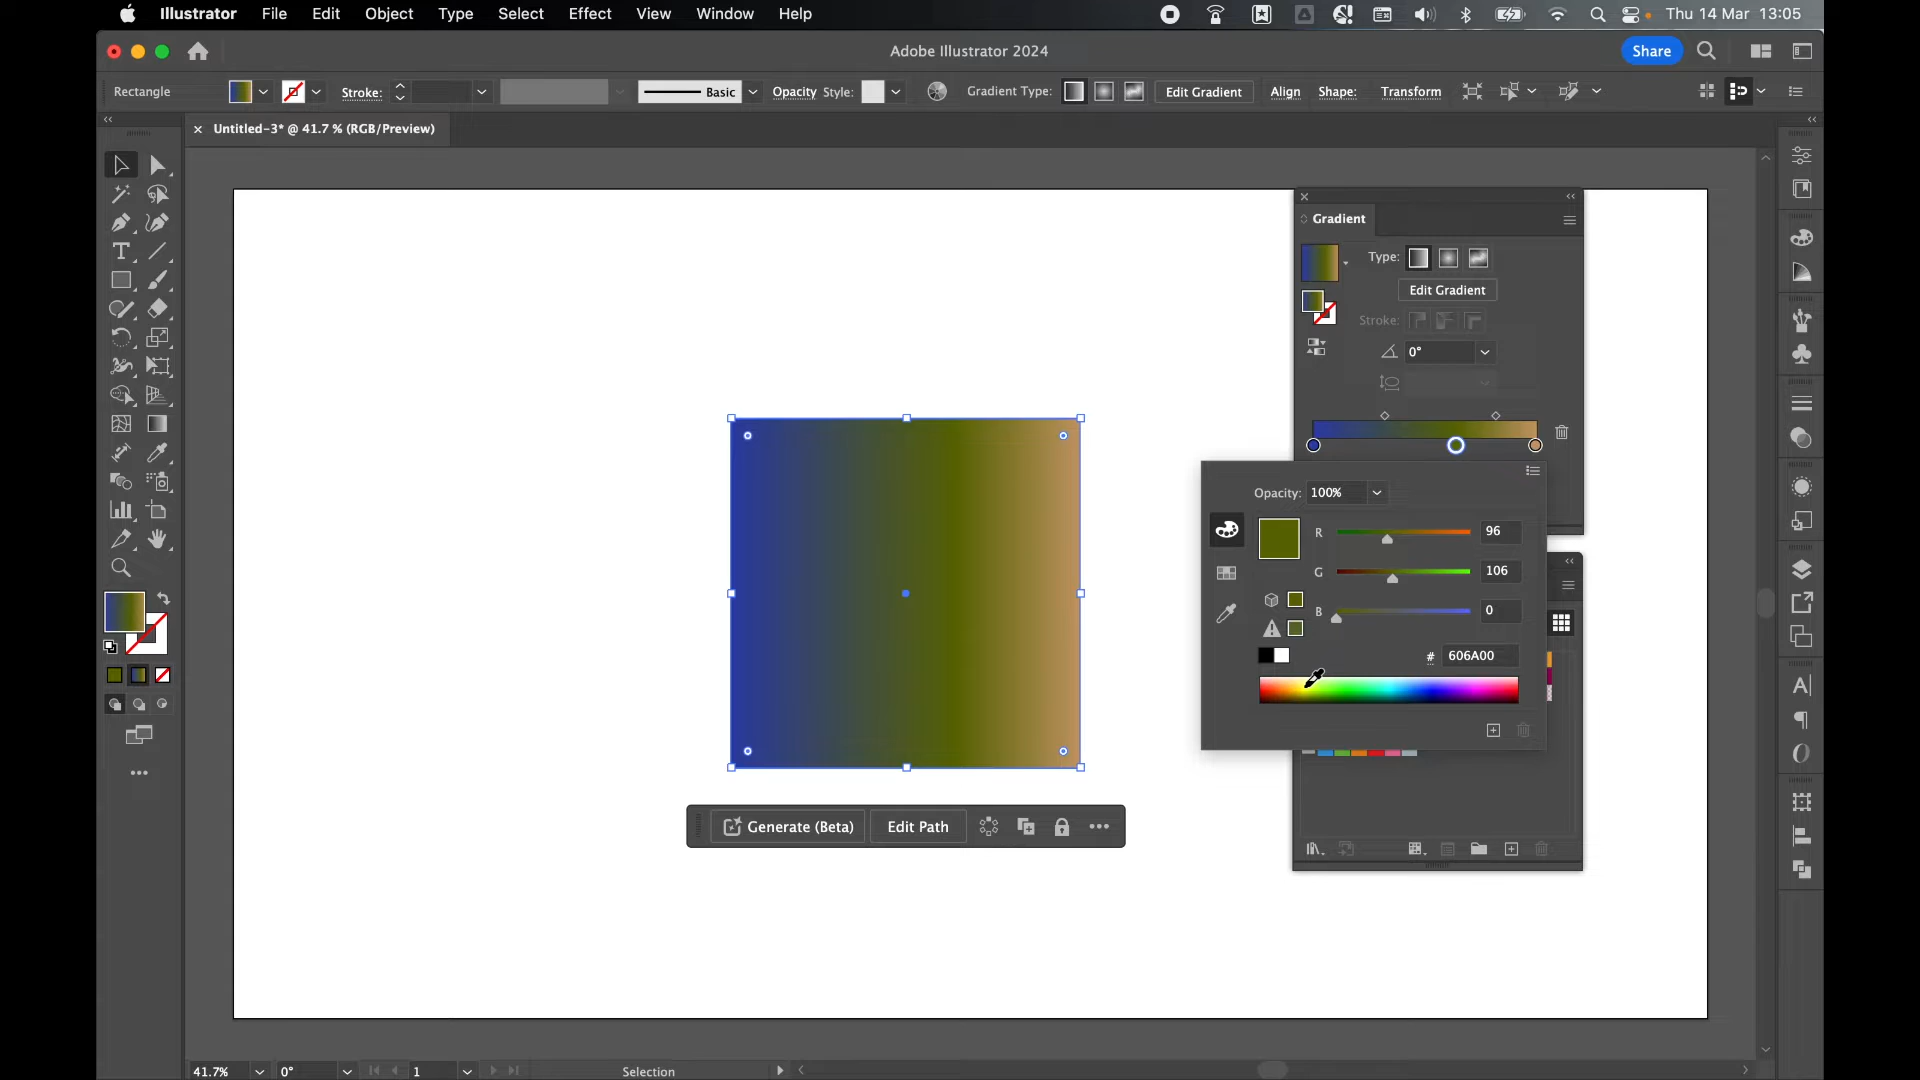 Illustrator File Edit Object Type Select Effect View Window Help Thu 14 Mar 13:05
Adobe Illustrator 2024 Share
Rectangle Stroke: Basic Opacity Style: Gradient Type: Edit Gradient Align Shape: Transform
× Untitled-3* @ 41.7 % (RGB/Preview)
Gradient
Type:
Edit Gradient
Stroke:
0°
Opacity: 100%
R 96
G 106
B 0
# 606A00
Generate (Beta) Edit Path
41.7% 0° 1 Selection